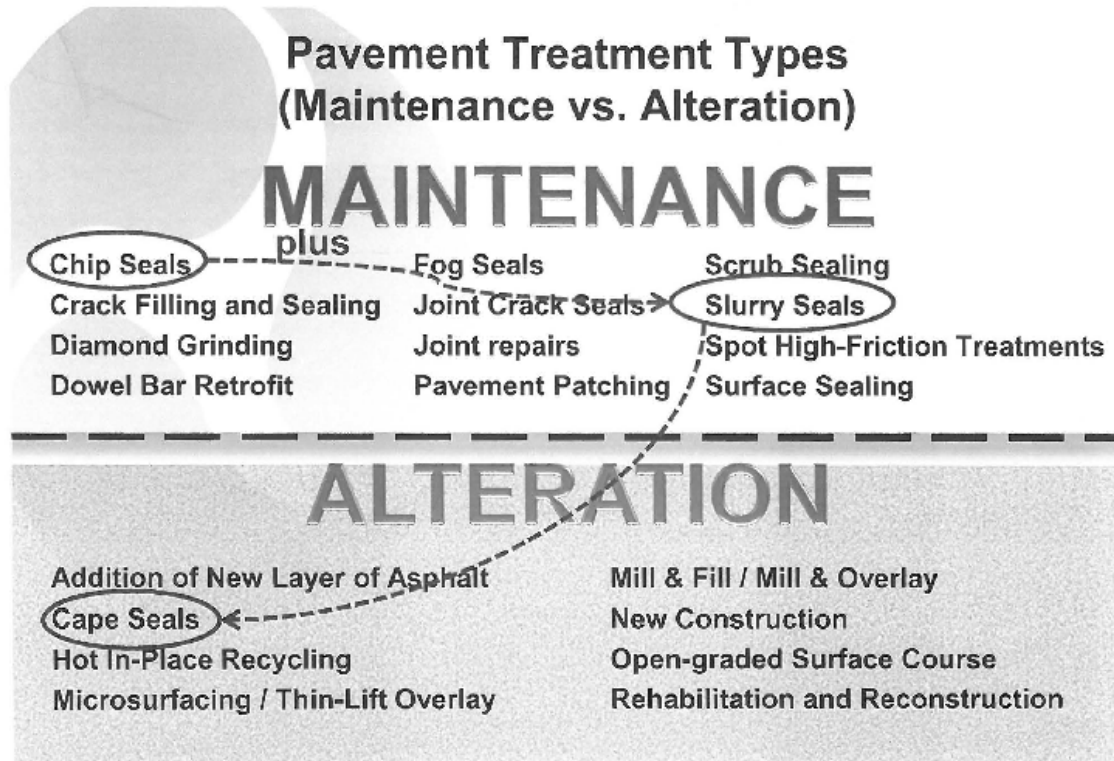 Pavement Treatment Types
(Maintenance vs. Alteration)
MAINTENANCE
plus
Chip Seals
Crack Filling and Sealing
Diamond Grinding
Dowel Bar Retrofit
Fog Seals
Joint Crack Seals
Joint repairs
Pavement Patching
Scrub Sealing
Slurry Seals
Spot High-Friction Treatments
Surface Sealing
ALTERATION
Addition of New Layer of Asphalt
Cape Seals
Hot In-Place Recycling
Microsurfacing / Thin-Lift Overlay
Mill & Fill / Mill & Overlay
New Construction
Open-graded Surface Course
Rehabilitation and Reconstruction